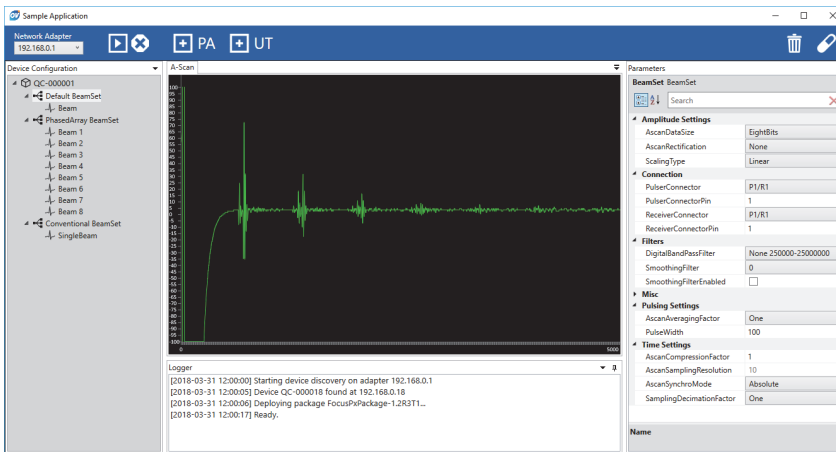 Sample Application
Network Adapter
192.168.0.1
PA
UT
Device Configuration
QC-000001
Default BeamSet
Beam
PhasedArray BeamSet
Beam 1
Beam 2
Beam 3
Beam 4
Beam 5
Beam 6
Beam 7
Beam 8
Conventional BeamSet
SingleBeam
A-Scan
100
90
85
80
75
70
65
60
55
50
45
40
35
30
25
20
15
10
5
0
-5
-10
-15
-20
-25
-30
-35
-40
-45
-50
-55
-60
-65
-70
-75
-80
-85
-90
-95
-100
0
5000
Logger
[2018-03-31 12:00:00] Starting device discovery on adapter 192.168.0.1
[2018-03-31 12:00:05] Device QC-000018 found at 192.168.0.18
[2018-03-31 12:00:06] Deploying package FocusPxPackage-1.2R3T1...
[2018-03-31 12:00:17] Ready.
Parameters
BeamSet BeamSet
Search
Amplitude Settings
AscanDataSize EightBits
AscanRectification None
ScalingType Linear
Connection
PulserConnector P1/R1
PulserConnectorPin 1
ReceiverConnector P1/R1
ReceiverConnectorPin 1
Filters
DigitalBandPassFilter None 250000-25000000
SmoothingFilter 0
SmoothingFilterEnabled
Misc
Pulsing Settings
AscanAveragingFactor One
PulseWidth 100
Time Settings
AscanCompressionFactor 1
AscanSamplingResolution 10
AscanSynchroMode Absolute
SamplingDecimationFactor One
Name